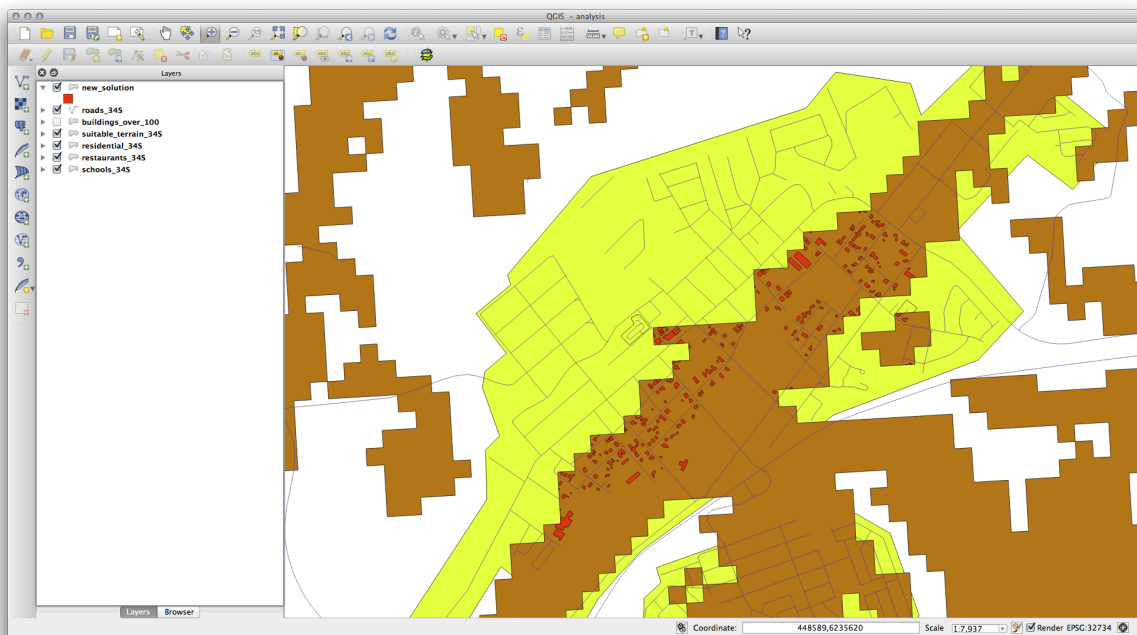 QGIS - analysis
Layers
new_solution
roads_34S
buildings_over_100
suitable_terrain_34S
residential_34S
restaurants_34S
schools_34S
Layers Browser
Coordinate: 448589,6235620 Scale 1:7,937 Render EPSG:32734